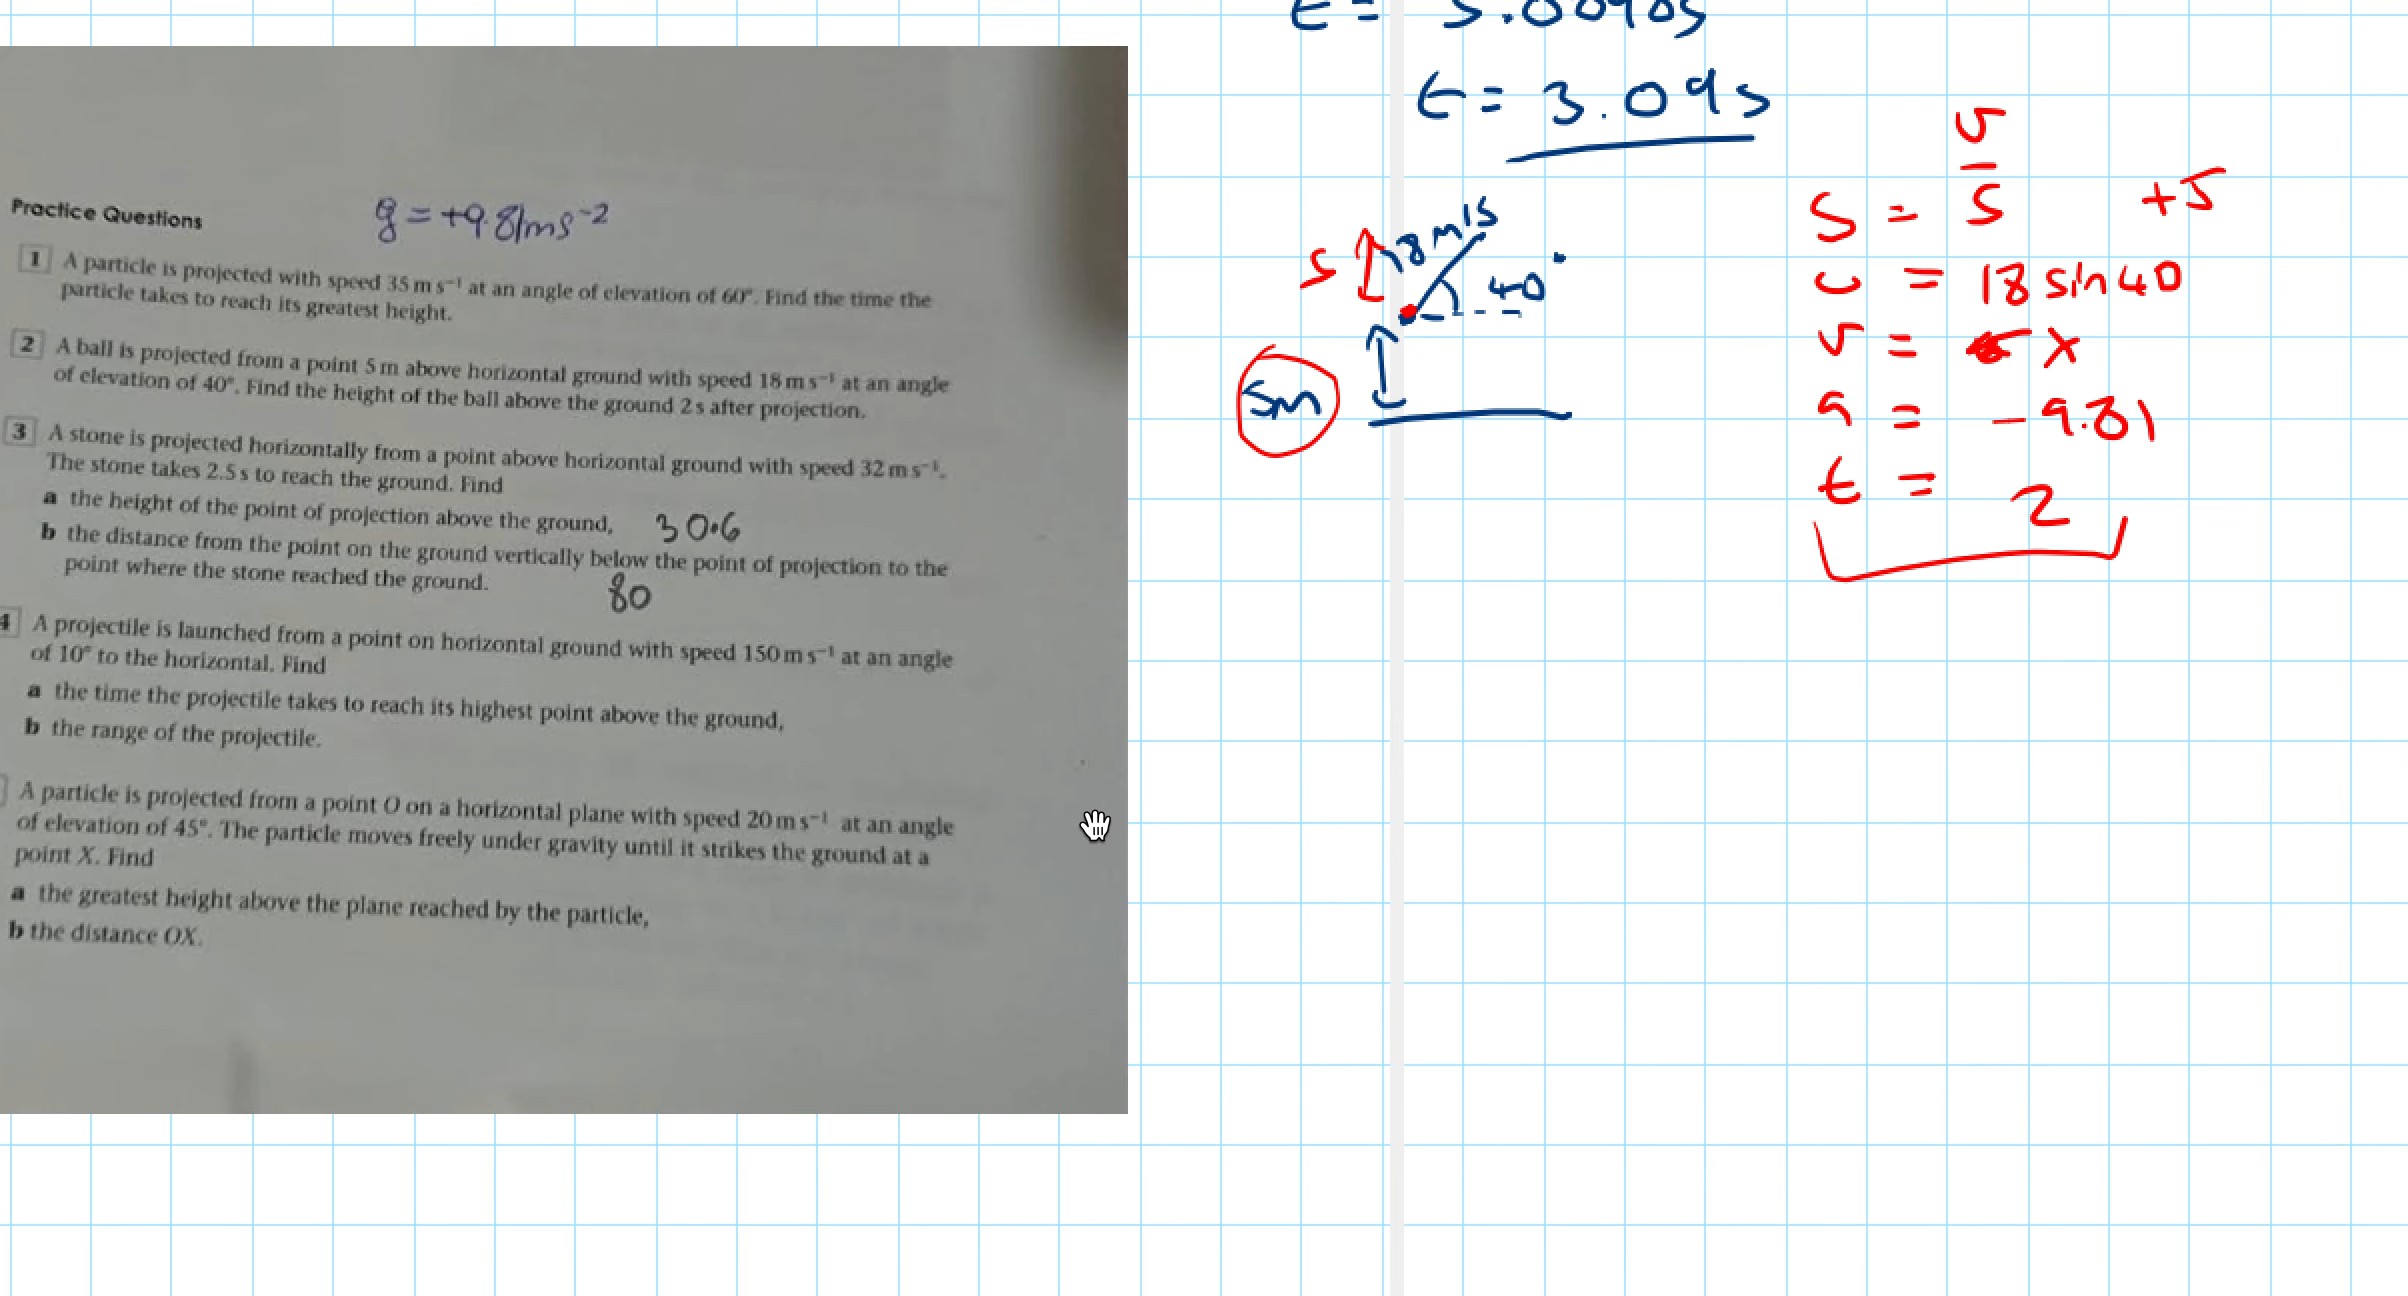 Practice Questions
g = +9.81ms⁻²
1 A particle is projected with speed 35 m s⁻¹ at an angle of elevation of 60°. Find the time the
particle takes to reach its greatest height.
2 A ball is projected from a point 5 m above horizontal ground with speed 18 m s⁻¹ at an angle
of elevation of 40°. Find the height of the ball above the ground 2 s after projection.
3 A stone is projected horizontally from a point above horizontal ground with speed 32 m s⁻¹.
The stone takes 2.5 s to reach the ground. Find
a the height of the point of projection above the ground, 30.6
b the distance from the point on the ground vertically below the point of projection to the
point where the stone reached the ground.
80
4 A projectile is launched from a point on horizontal ground with speed 150 m s⁻¹ at an angle
of 10° to the horizontal. Find
a the time the projectile takes to reach its highest point above the ground,
b the range of the projectile.
A particle is projected from a point O on a horizontal plane with speed 20 m s⁻¹ at an angle
of elevation of 45°. The particle moves freely under gravity until it strikes the ground at a
point X. Find
a the greatest height above the plane reached by the particle,
b the distance OX.
t = 3.09s
s
18m/s
40°
5m
v
s = s +5
u = 18 sin40
v = x
a = -9.81
t = 2